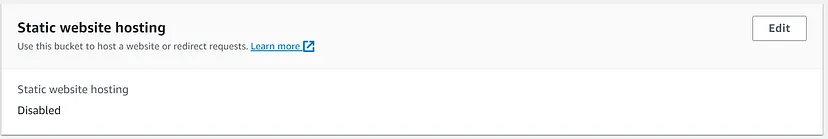 Static website hosting
Edit
Use this bucket to host a website or redirect requests. Learn more
Static website hosting
Disabled